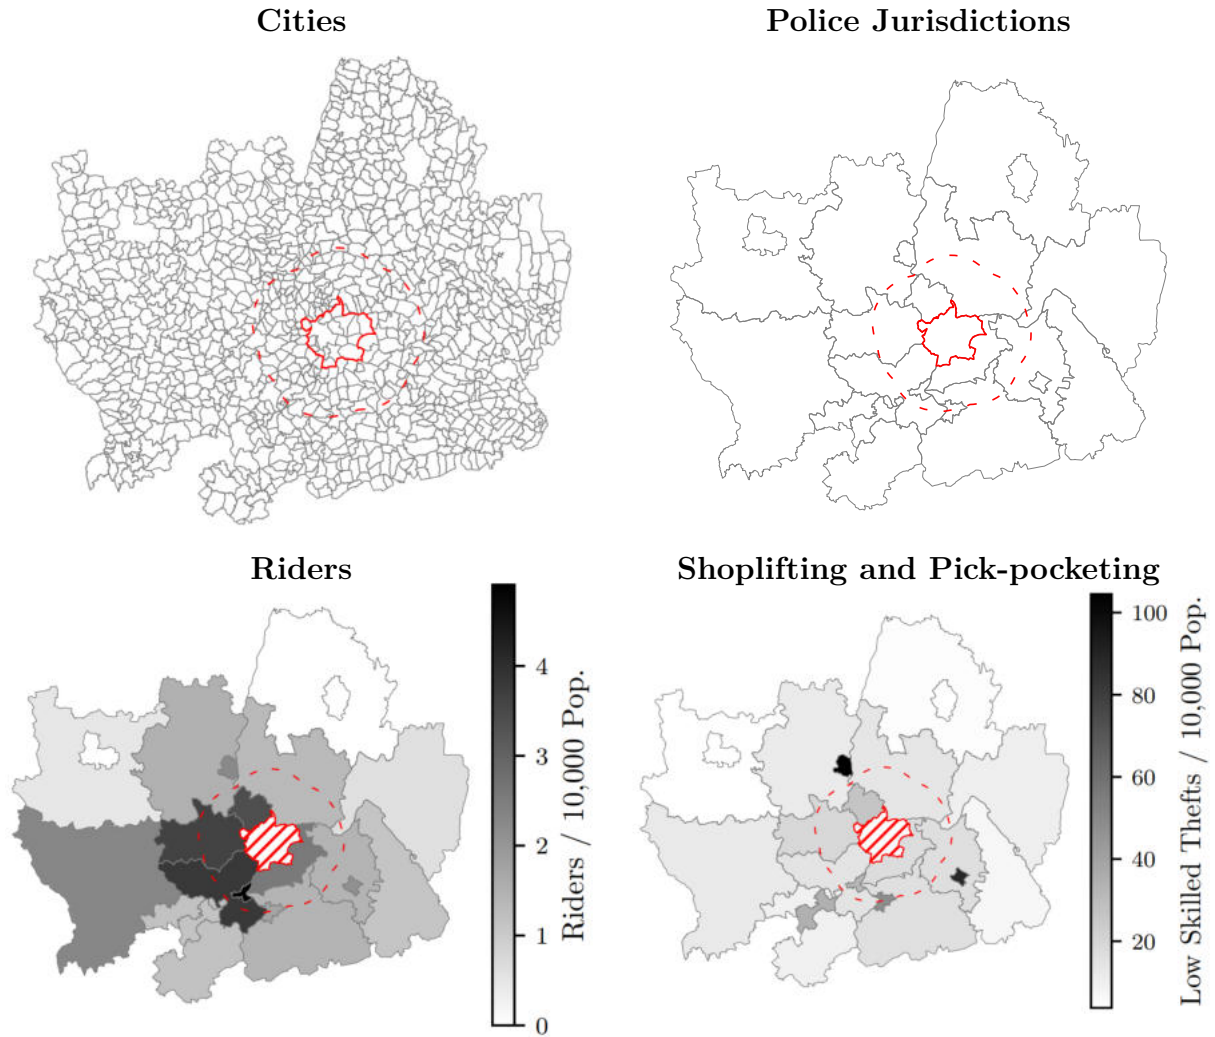 Cities
Police Jurisdictions
Riders
Shoplifting and Pick-pocketing
4
3
2
1
0
Riders / 10,000 Pop.
100
80
60
40
20
Low Skilled Thefts / 10,000 Pop.